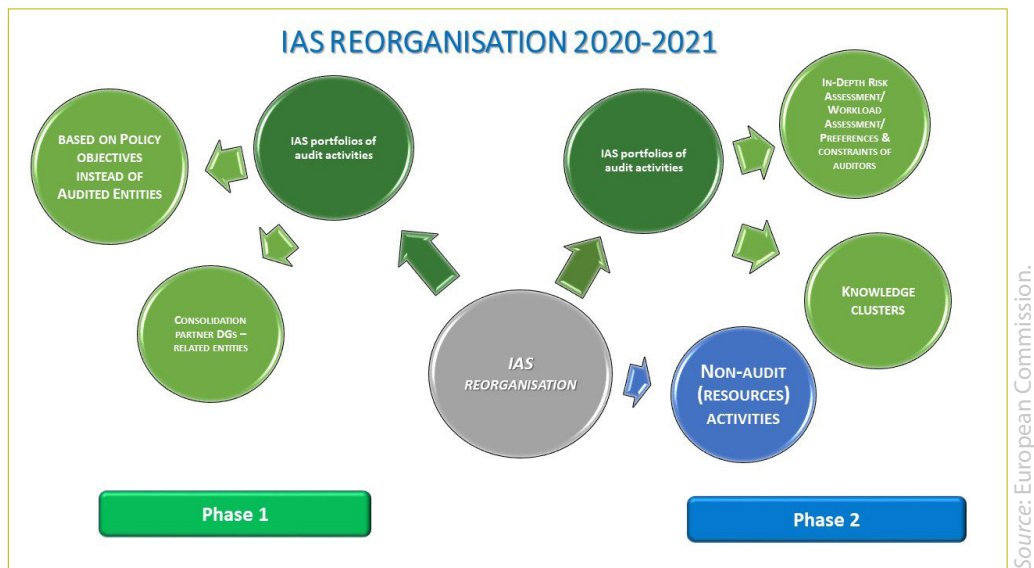 IAS REORGANISATION 2020-2021
BASED ON POLICY
OBJECTIVES
INSTEAD OF
AUDITED ENTITIES
IAS portfolios of
audit activities
CONSOLIDATION
PARTNER DGS –
RELATED ENTITIES
IAS
REORGANISATION
IAS portfolios of
audit activities
IN-DEPTH RISK
ASSESSMENT/
WORKLOAD
ASSESSMENT/
PREFERENCES &
CONSTRAINTS OF
AUDITORS
KNOWLEDGE
CLUSTERS
NON-AUDIT
(RESOURCES)
ACTIVITIES
Phase 1
Phase 2
Source: European Commission.